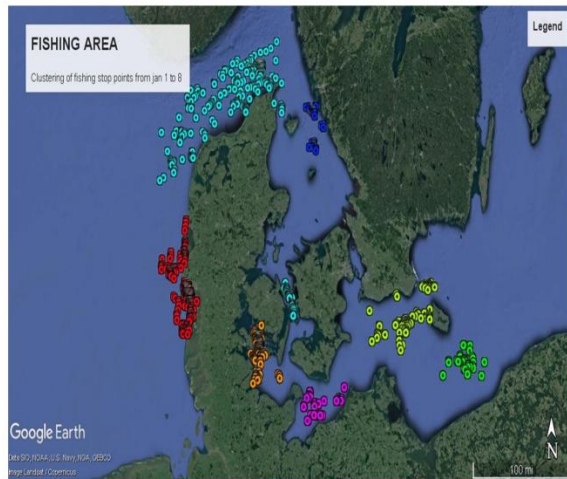 FISHING AREA
Clustering of fishing stop points from jan 1 to 8
Legend
Google Earth
Data SIO, NOAA, U.S. Navy, NGA, GEBCO
Image Landsat / Copernicus
N
100 mi